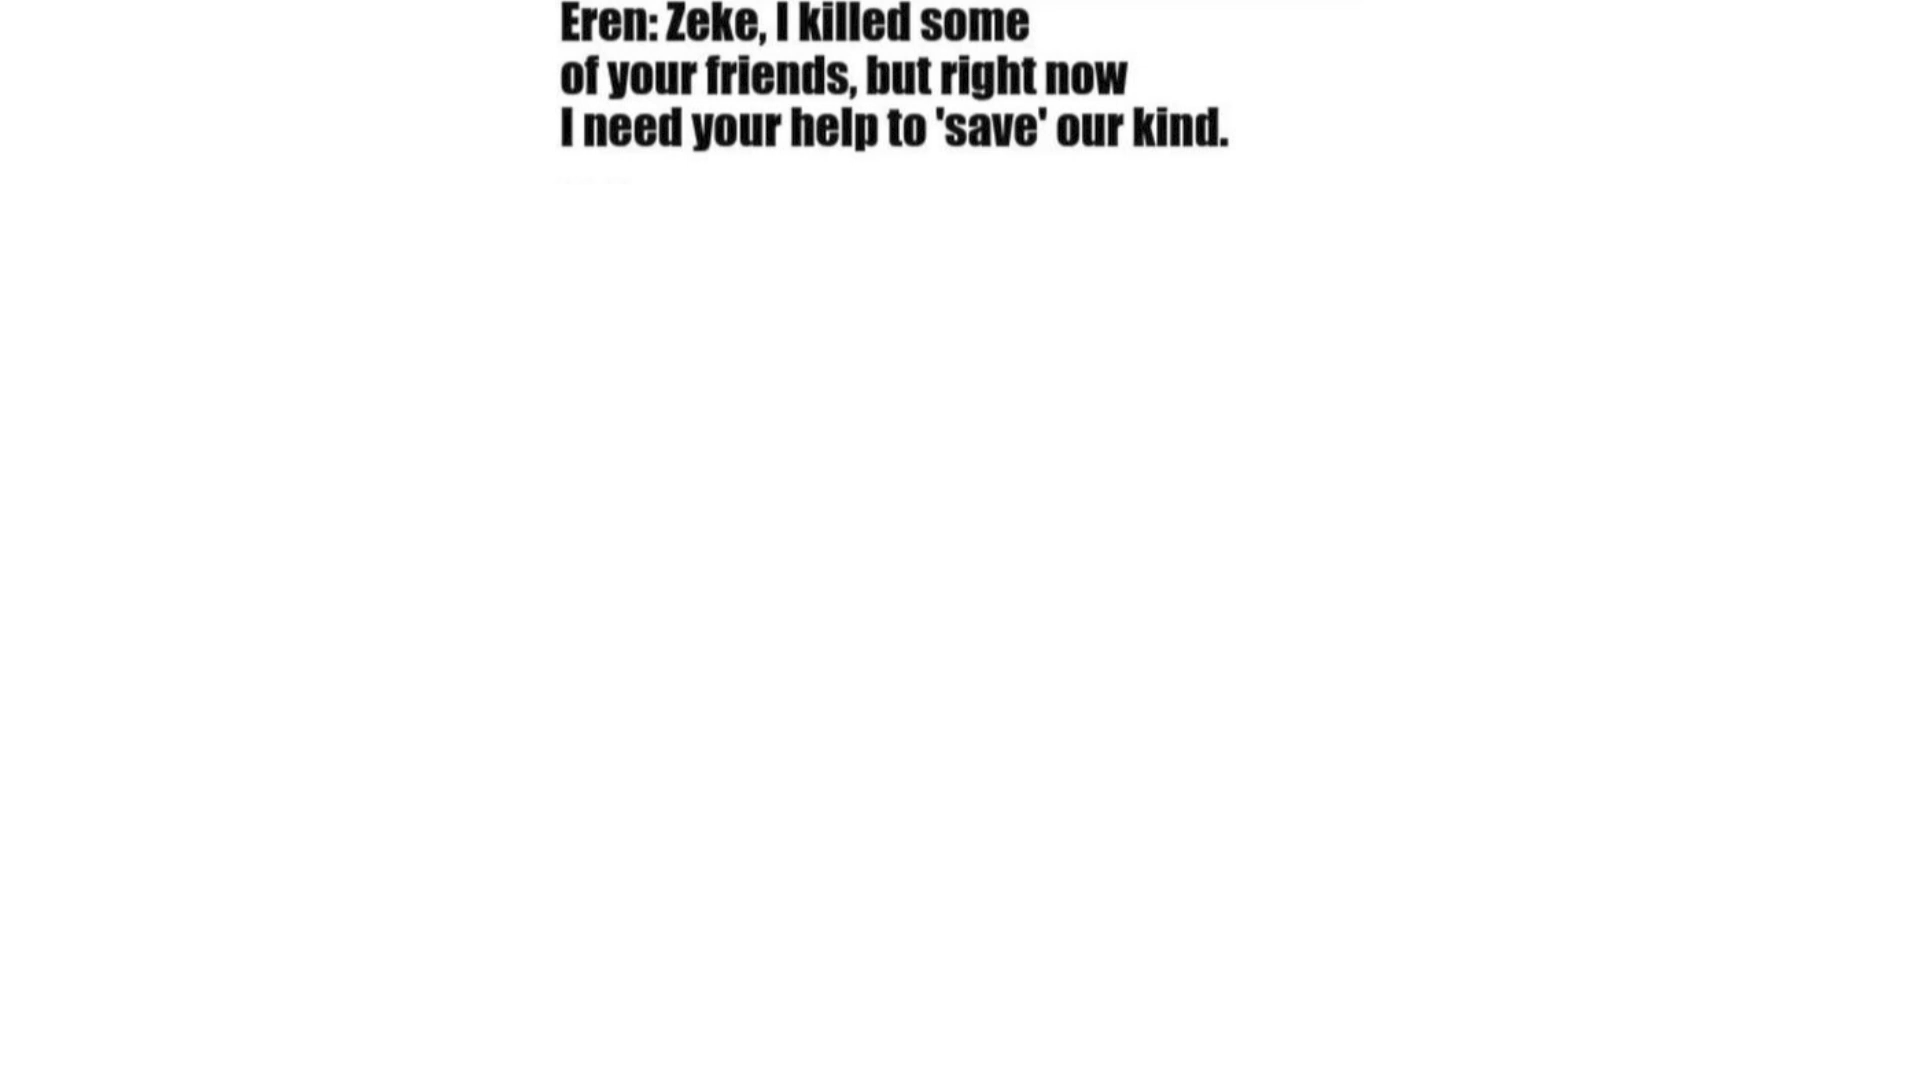 Eren: Zeke, I killed some
of your friends, but right now
I need your help to 'save' our kind.